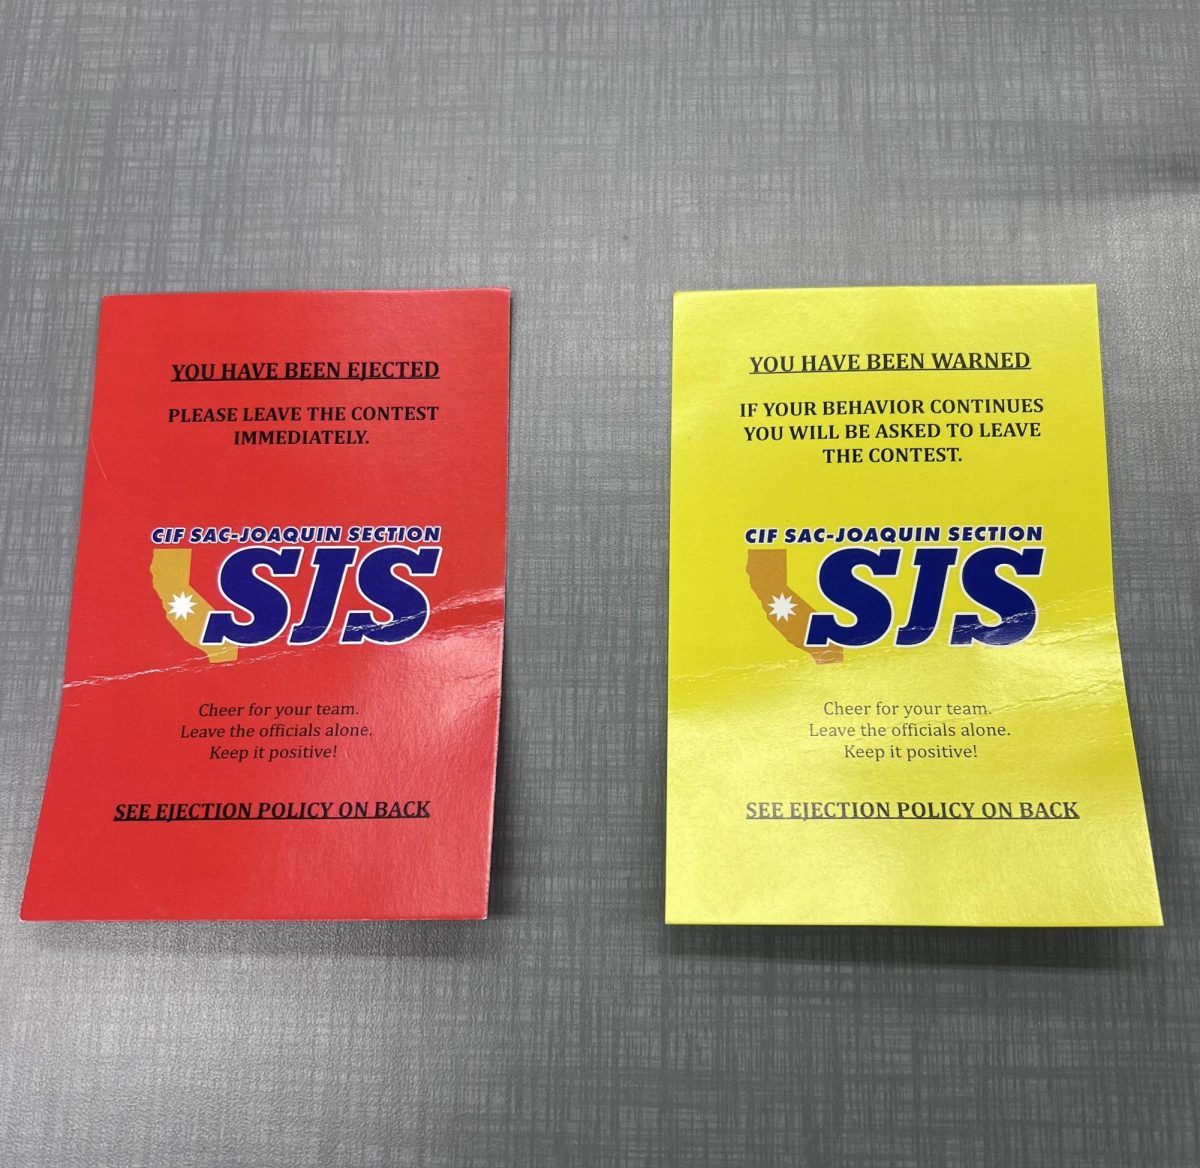 YOU HAVE BEEN EJECTED
PLEASE LEAVE THE CONTEST
IMMEDIATELY.
CIF SAC-JOAQUIN SECTION
SJS
Cheer for your team.
Leave the officials alone.
Keep it positive!
SEE EJECTION POLICY ON BACK
YOU HAVE BEEN WARNED
IF YOUR BEHAVIOR CONTINUES
YOU WILL BE ASKED TO LEAVE
THE CONTEST.
CIF SAC-JOAQUIN SECTION
SJS
Cheer for your team.
Leave the officials alone.
Keep it positive!
SEE EJECTION POLICY ON BACK